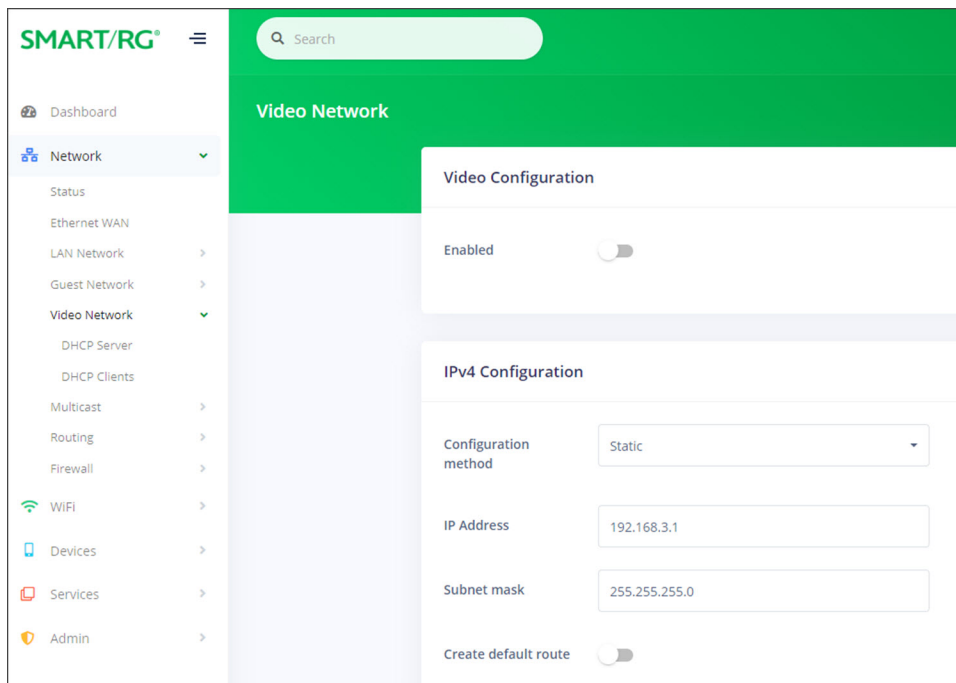 SMART/RG®
Search
Dashboard
Network
Status
Ethernet WAN
LAN Network
Guest Network
Video Network
DHCP Server
DHCP Clients
Multicast
Routing
Firewall
WiFi
Devices
Services
Admin
Video Network
Video Configuration
Enabled
IPv4 Configuration
Configuration
method
Static
IP Address
192.168.3.1
Subnet mask
255.255.255.0
Create default route